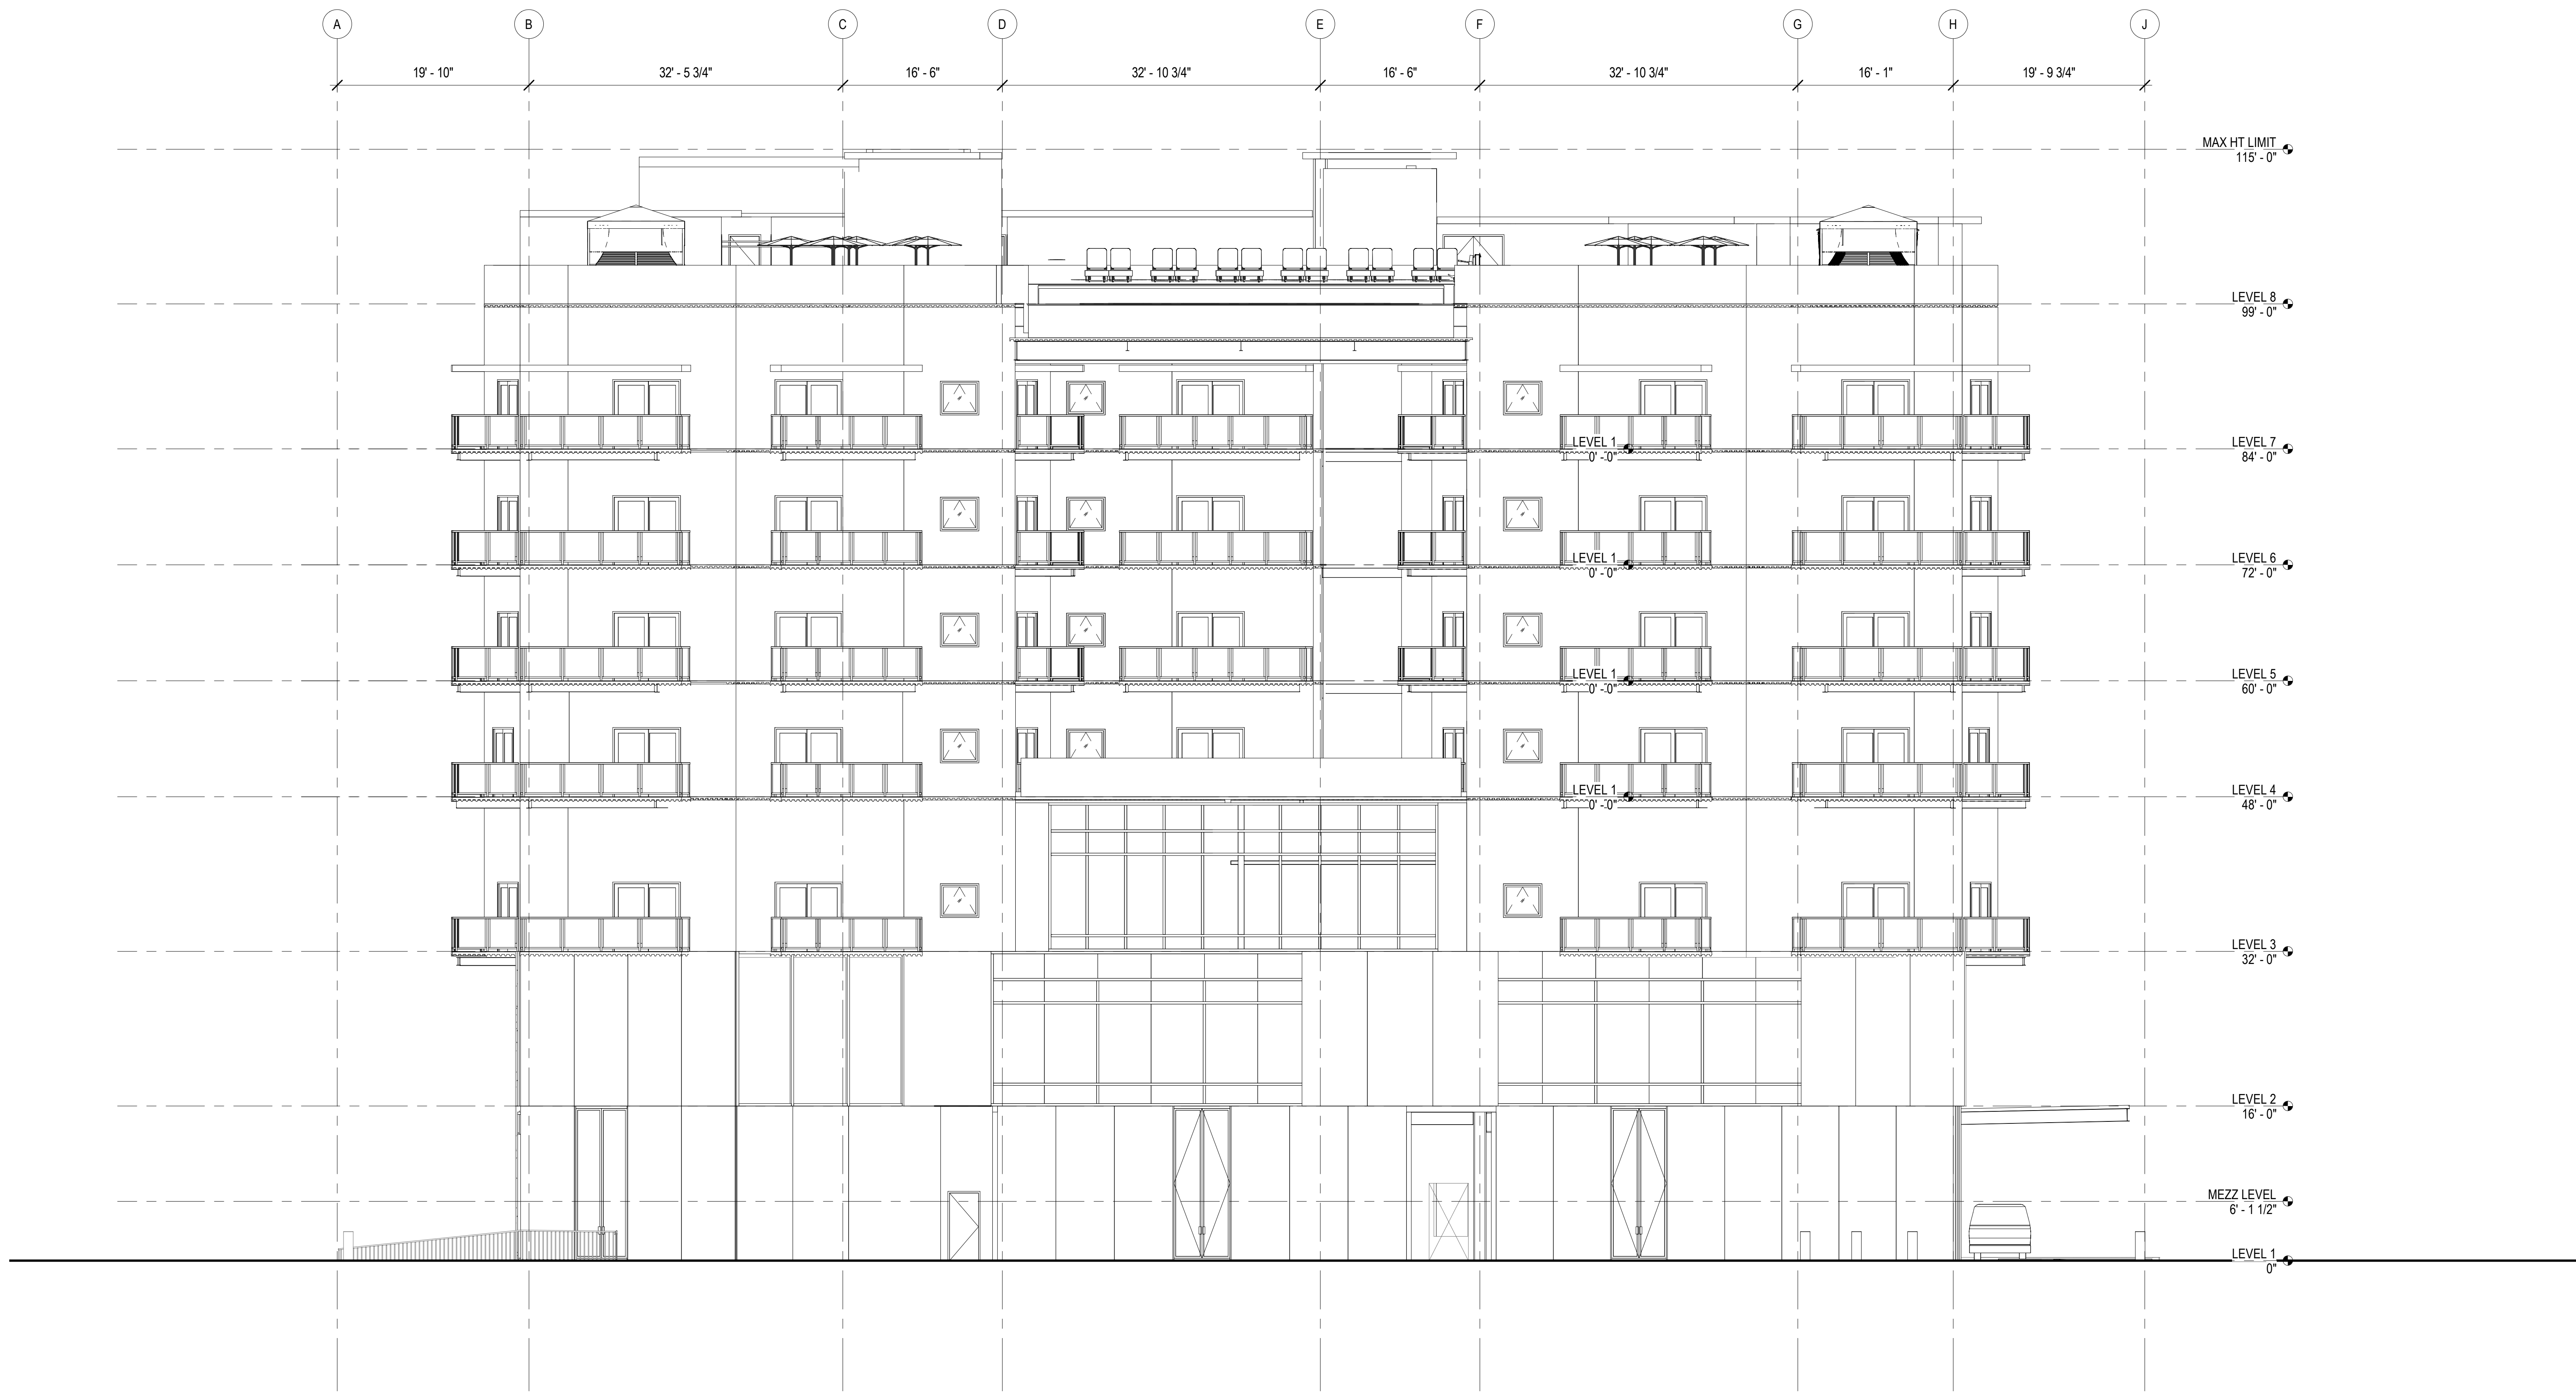 A B C D E F G H J
19' - 10" 32' - 5 3/4" 16' - 6" 32' - 10 3/4" 16' - 6" 32' - 10 3/4" 16' - 1" 19' - 9 3/4"
MAX HT LIMIT
115' - 0"
LEVEL 8
99' - 0"
LEVEL 1 LEVEL 7
0' - 0" 84' - 0"
LEVEL 1 LEVEL 6
0' - 0" 72' - 0"
LEVEL 1 LEVEL 5
0' - 0" 60' - 0"
LEVEL 1 LEVEL 4
0' - 0" 48' - 0"
LEVEL 3
32' - 0"
LEVEL 2
16' - 0"
MEZZ LEVEL
6' - 1 1/2"
LEVEL 1
0"